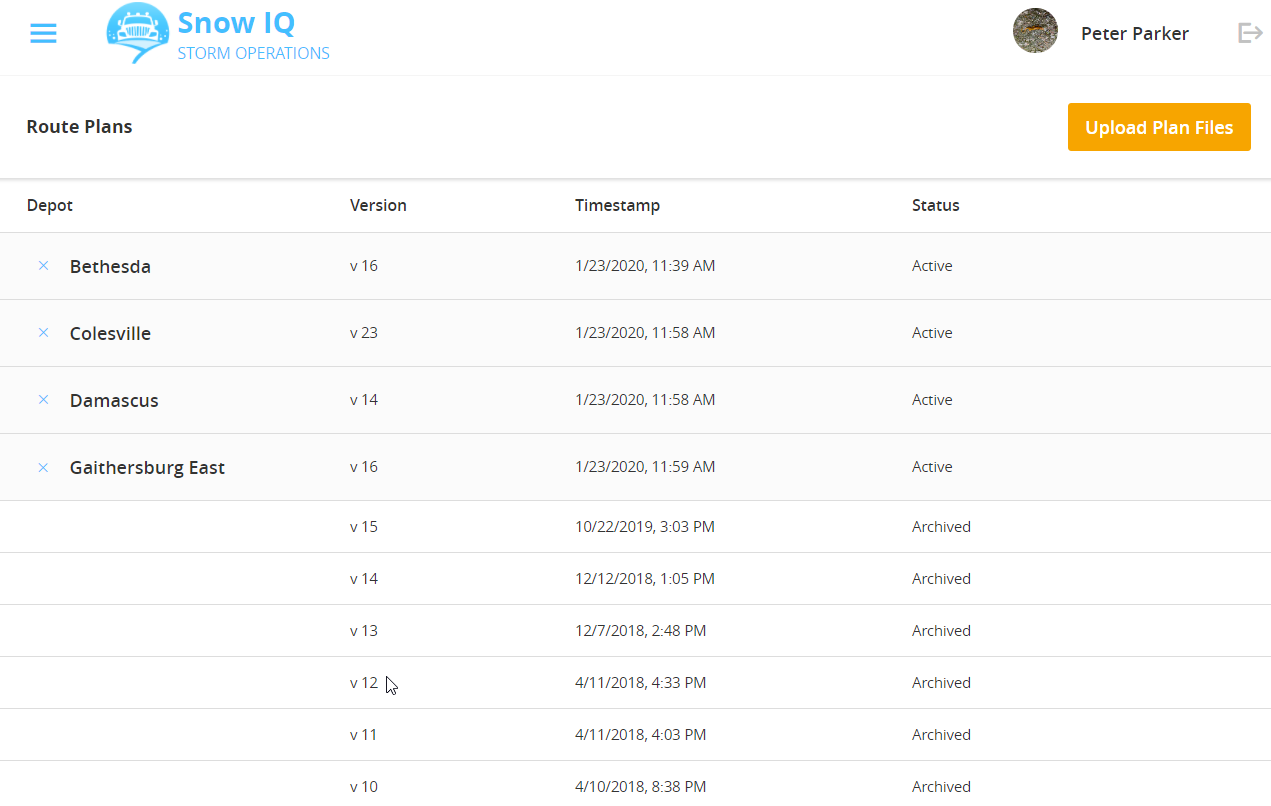 Snow IQ
STORM OPERATIONS
Peter Parker
Route Plans
Upload Plan Files
Depot Version Timestamp Status
Bethesda v 16 1/23/2020, 11:39 AM Active
Colesville v 23 1/23/2020, 11:58 AM Active
Damascus v 14 1/23/2020, 11:58 AM Active
Gaithersburg East v 16 1/23/2020, 11:59 AM Active
v 15 10/22/2019, 3:03 PM Archived
v 14 12/12/2018, 1:05 PM Archived
v 13 12/7/2018, 2:48 PM Archived
v 12 4/11/2018, 4:33 PM Archived
v 11 4/11/2018, 4:03 PM Archived
v 10 4/10/2018, 8:38 PM Archived